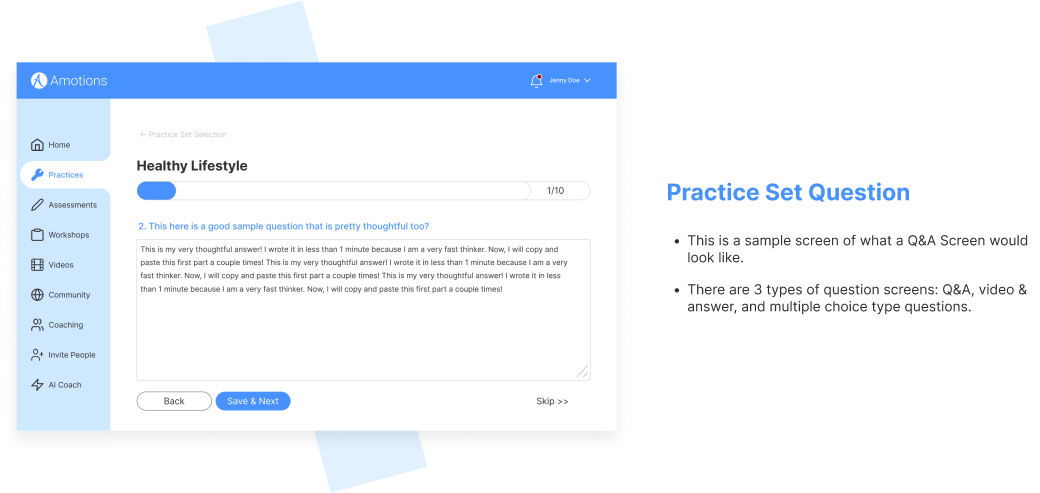 Amotions
Jenny Doe
Home
Practices
Assessments
Workshops
Videos
Community
Coaching
Invite People
AI Coach
← Practice Set Selection
Healthy Lifestyle
1/10
2. This here is a good sample question that is pretty thoughtful too?
This is my very thoughtful answer! I wrote it in less than 1 minute because I am a very fast thinker. Now, I will copy and
paste this first part a couple times! This is my very thoughtful answer! I wrote it in less than 1 minute because I am a very
fast thinker. Now, I will copy and paste this first part a couple times! This is my very thoughtful answer! I wrote it in less
than 1 minute because I am a very fast thinker. Now, I will copy and paste this first part a couple times!
Back
Save & Next
Skip >>
Practice Set Question
• This is a sample screen of what a Q&A Screen would
look like.
• There are 3 types of question screens: Q&A, video &
answer, and multiple choice type questions.